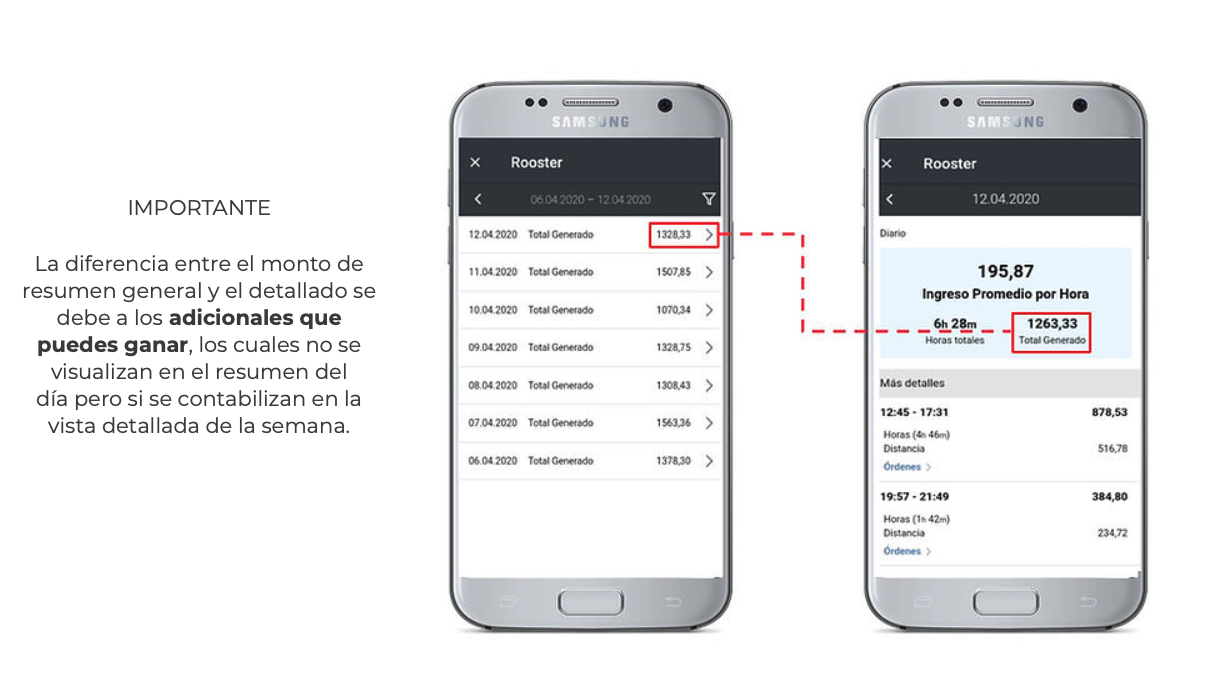 IMPORTANTE
La diferencia entre el monto de
resumen general y el detallado se
debe a los adicionales que
puedes ganar, los cuales no se
visualizan en el resumen del
día pero si se contabilizan en la
vista detallada de la semana.
SAMSUNG
Rooster
06.04.2020 – 12.04.2020
12.04.2020 Total Generado 1328,33
11.04.2020 Total Generado 1507,85
10.04.2020 Total Generado 1070,34
09.04.2020 Total Generado 1328,75
08.04.2020 Total Generado 1308,43
07.04.2020 Total Generado 1563,36
06.04.2020 Total Generado 1378,30
SAMSUNG
Rooster
12.04.2020
Diario
195,87
Ingreso Promedio por Hora
6h 28m 1263,33
Horas totales Total Generado
Más detalles
12:45 - 17:31 878,53
Horas (4h 46m)
Distancia 516,78
Órdenes
19:57 - 21:49 384,80
Horas (1h 42m)
Distancia 234,72
Órdenes